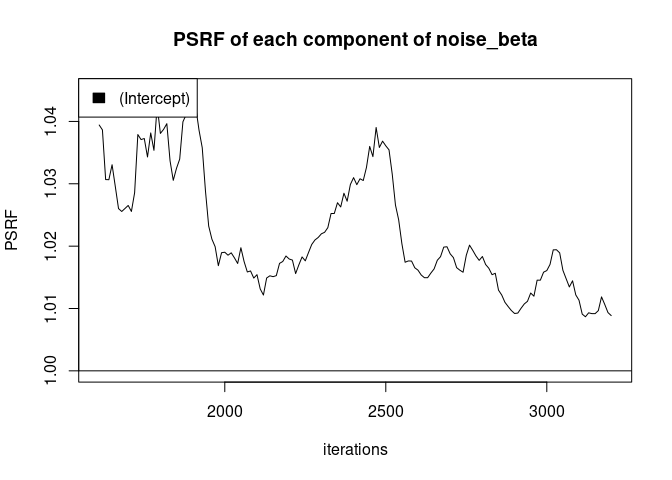 PSRF of each component of noise_beta
(Intercept)
1.04
1.03
1.02
1.01
1.00
PSRF
2000 2500 3000
iterations